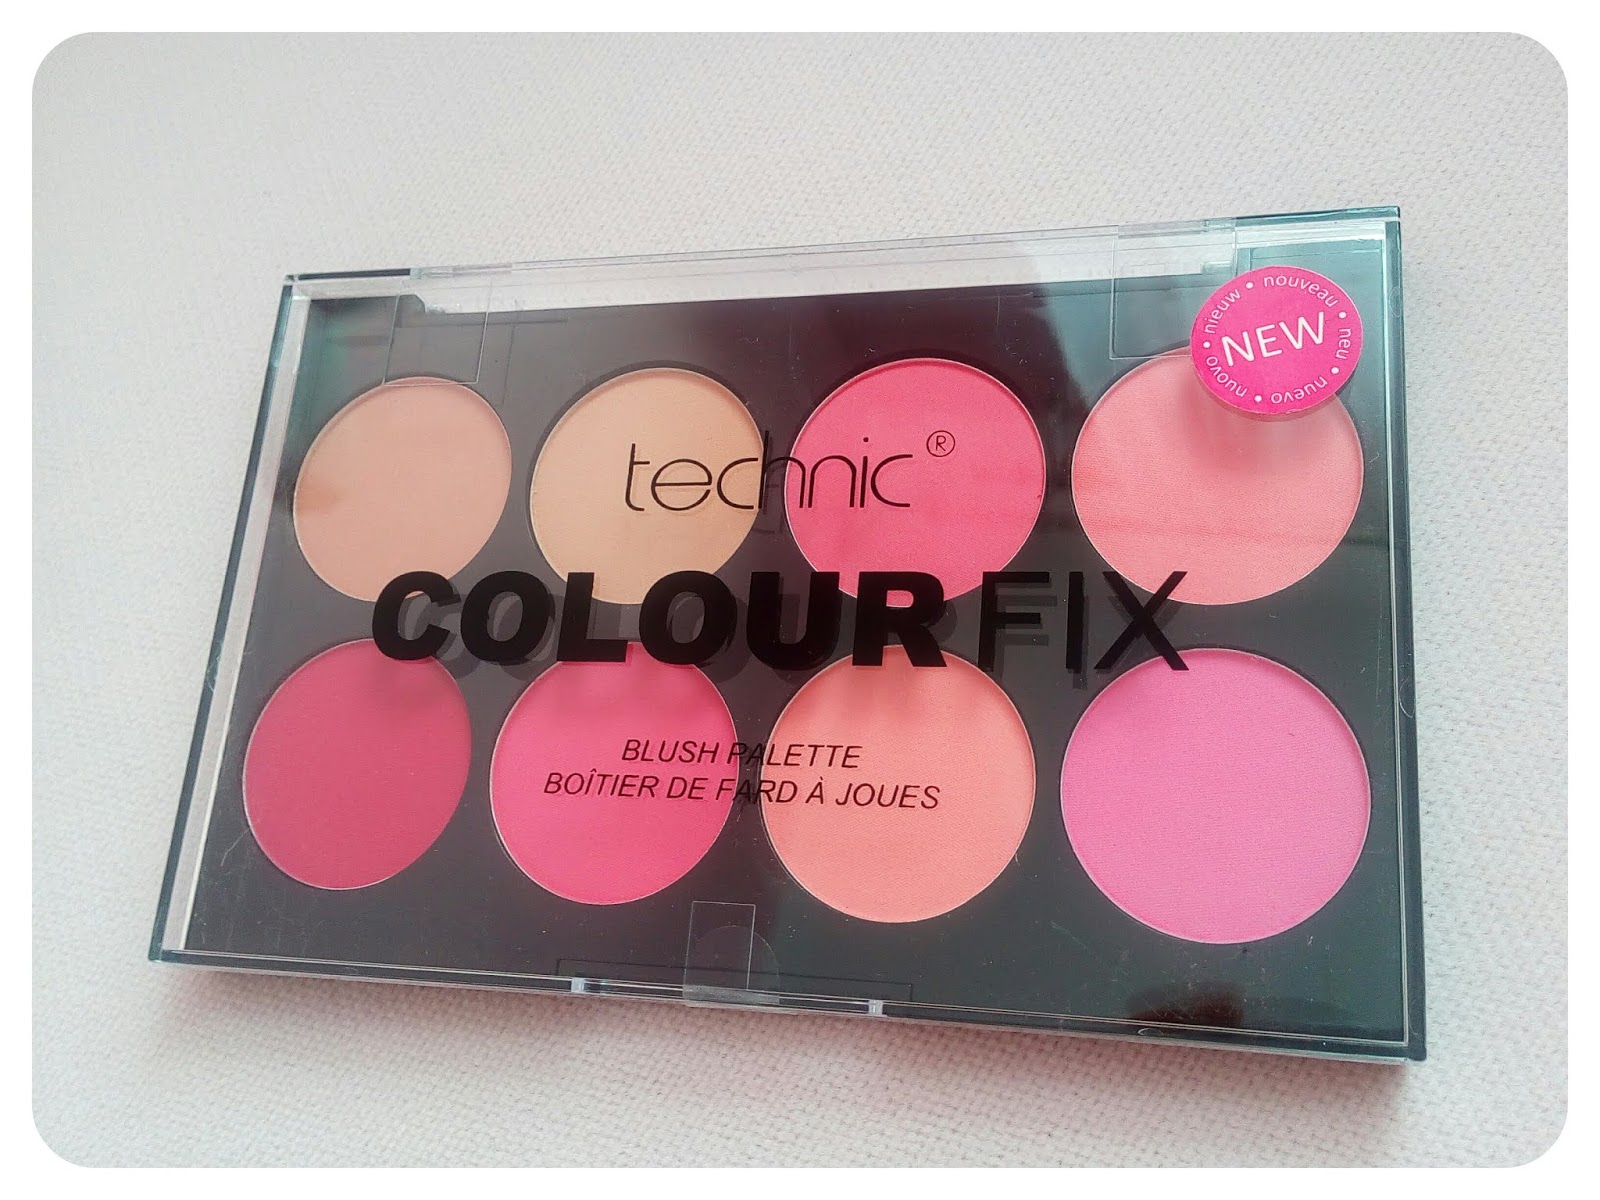 NEW
nieuw • nouveau • neu • nuevo • nuovo •
technic®
COLOUR FIX
BLUSH PALETTE
BOÎTIER DE FARD À JOUES